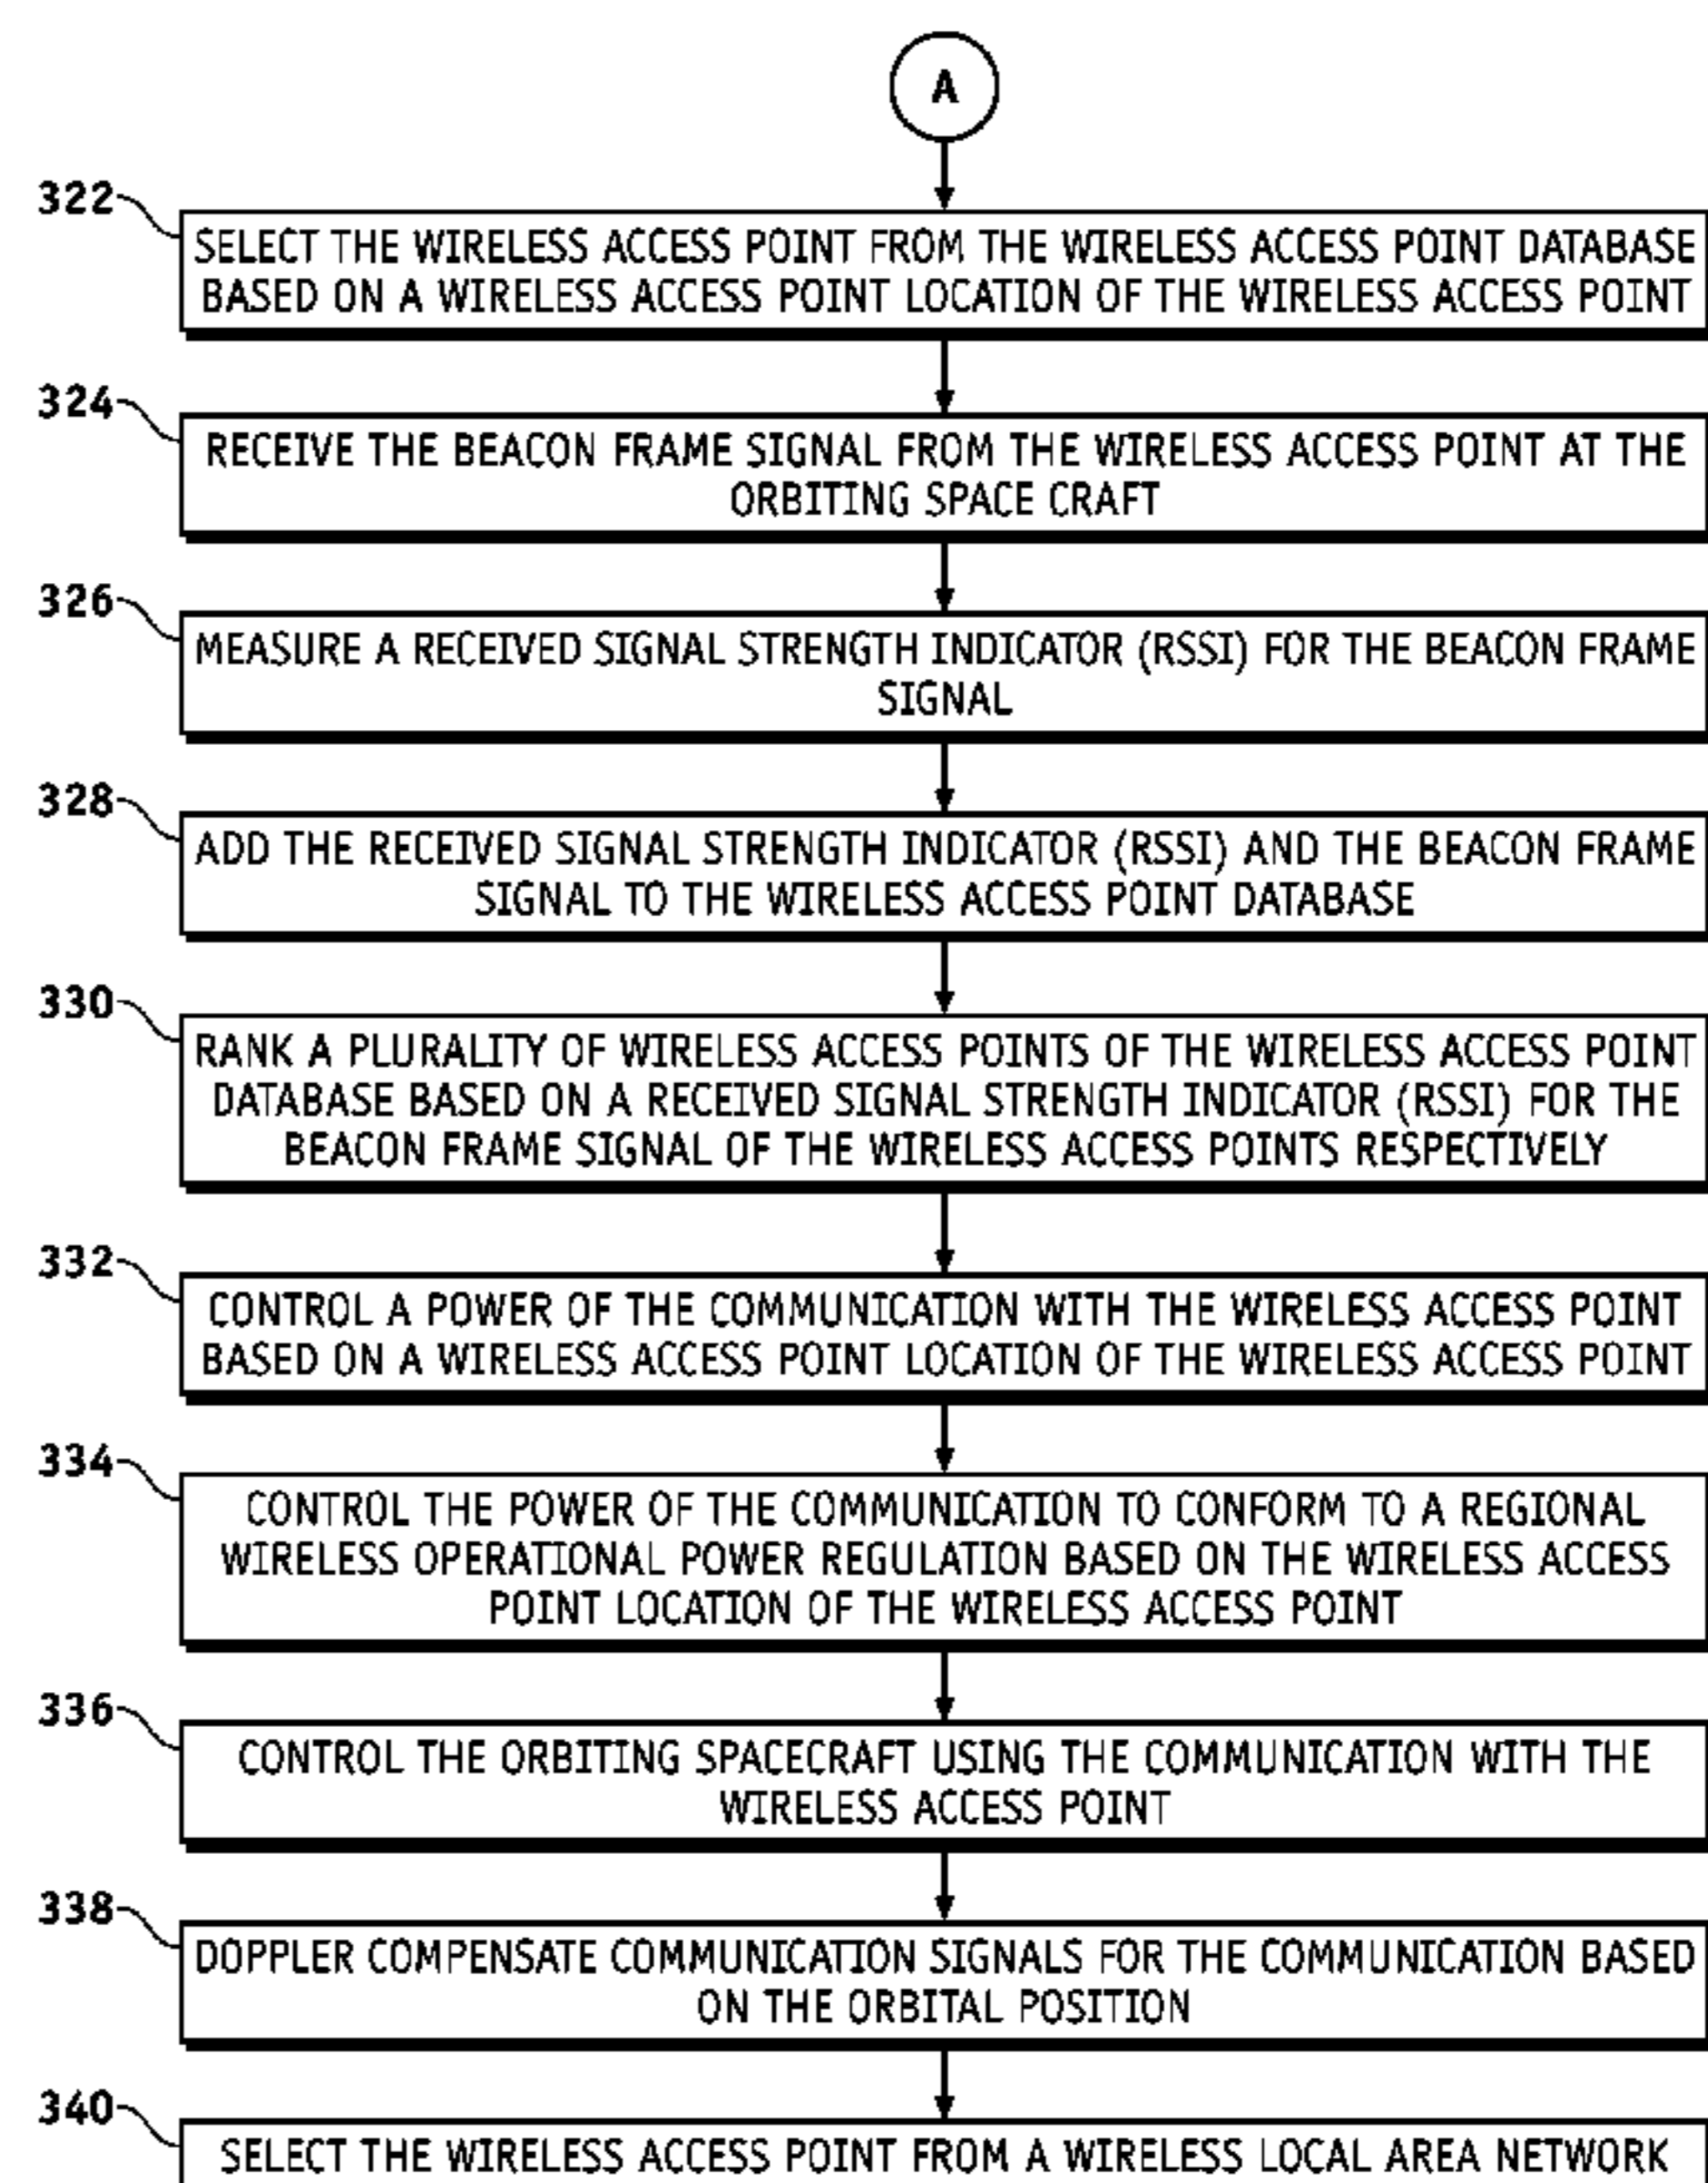 A
322
SELECT THE WIRELESS ACCESS POINT FROM THE WIRELESS ACCESS POINT DATABASE
BASED ON A WIRELESS ACCESS POINT LOCATION OF THE WIRELESS ACCESS POINT
324
RECEIVE THE BEACON FRAME SIGNAL FROM THE WIRELESS ACCESS POINT AT THE
ORBITING SPACE CRAFT
326
MEASURE A RECEIVED SIGNAL STRENGTH INDICATOR (RSSI) FOR THE BEACON FRAME
SIGNAL
328
ADD THE RECEIVED SIGNAL STRENGTH INDICATOR (RSSI) AND THE BEACON FRAME
SIGNAL TO THE WIRELESS ACCESS POINT DATABASE
330
RANK A PLURALITY OF WIRELESS ACCESS POINTS OF THE WIRELESS ACCESS POINT
DATABASE BASED ON A RECEIVED SIGNAL STRENGTH INDICATOR (RSSI) FOR THE
BEACON FRAME SIGNAL OF THE WIRELESS ACCESS POINTS RESPECTIVELY
332
CONTROL A POWER OF THE COMMUNICATION WITH THE WIRELESS ACCESS POINT
BASED ON A WIRELESS ACCESS POINT LOCATION OF THE WIRELESS ACCESS POINT
334
CONTROL THE POWER OF THE COMMUNICATION TO CONFORM TO A REGIONAL
WIRELESS OPERATIONAL POWER REGULATION BASED ON THE WIRELESS ACCESS
POINT LOCATION OF THE WIRELESS ACCESS POINT
336
CONTROL THE ORBITING SPACECRAFT USING THE COMMUNICATION WITH THE
WIRELESS ACCESS POINT
338
DOPPLER COMPENSATE COMMUNICATION SIGNALS FOR THE COMMUNICATION BASED
ON THE ORBITAL POSITION
340
SELECT THE WIRELESS ACCESS POINT FROM A WIRELESS LOCAL AREA NETWORK